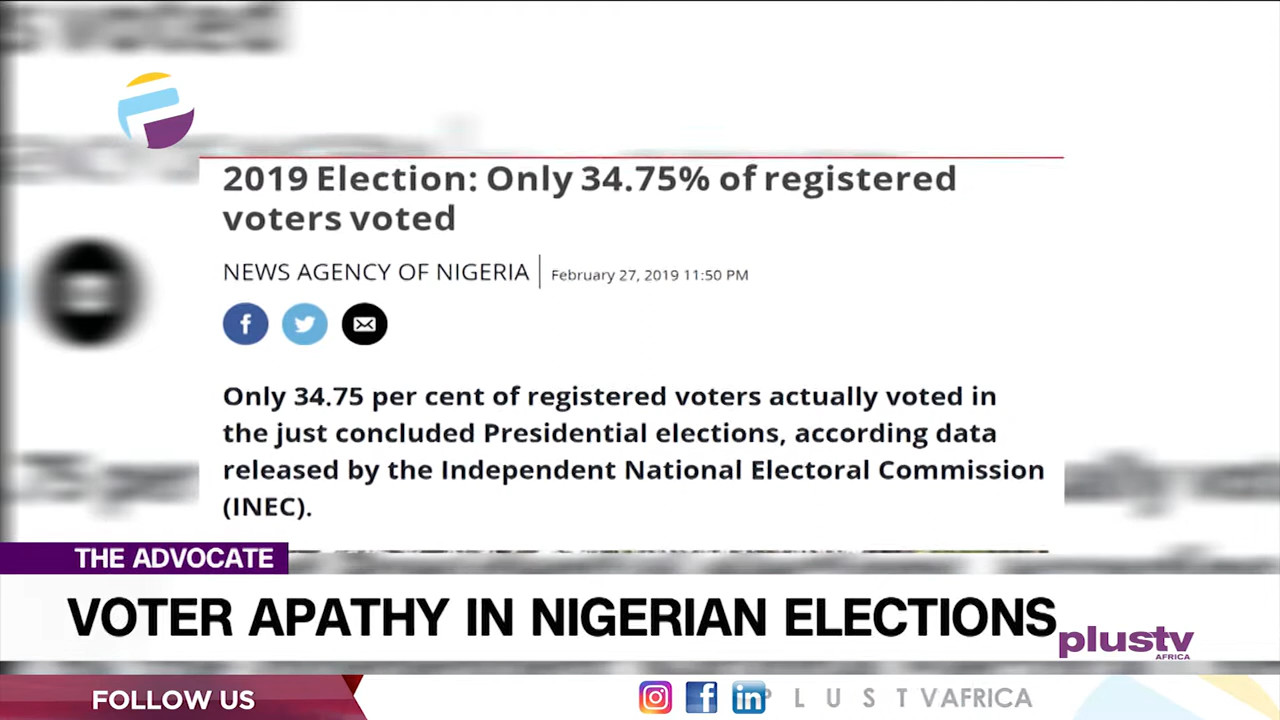 2019 Election: Only 34.75% of registered
voters voted
NEWS AGENCY OF NIGERIA
February 27, 2019 11:50 PM
Only 34.75 per cent of registered voters actually voted in
the just concluded Presidential elections, according data
released by the Independent National Electoral Commission
(INEC).
THE ADVOCATE
VOTER APATHY IN NIGERIAN ELECTIONS
plustv
AFRICA
FOLLOW US
PLUSTVAFRICA